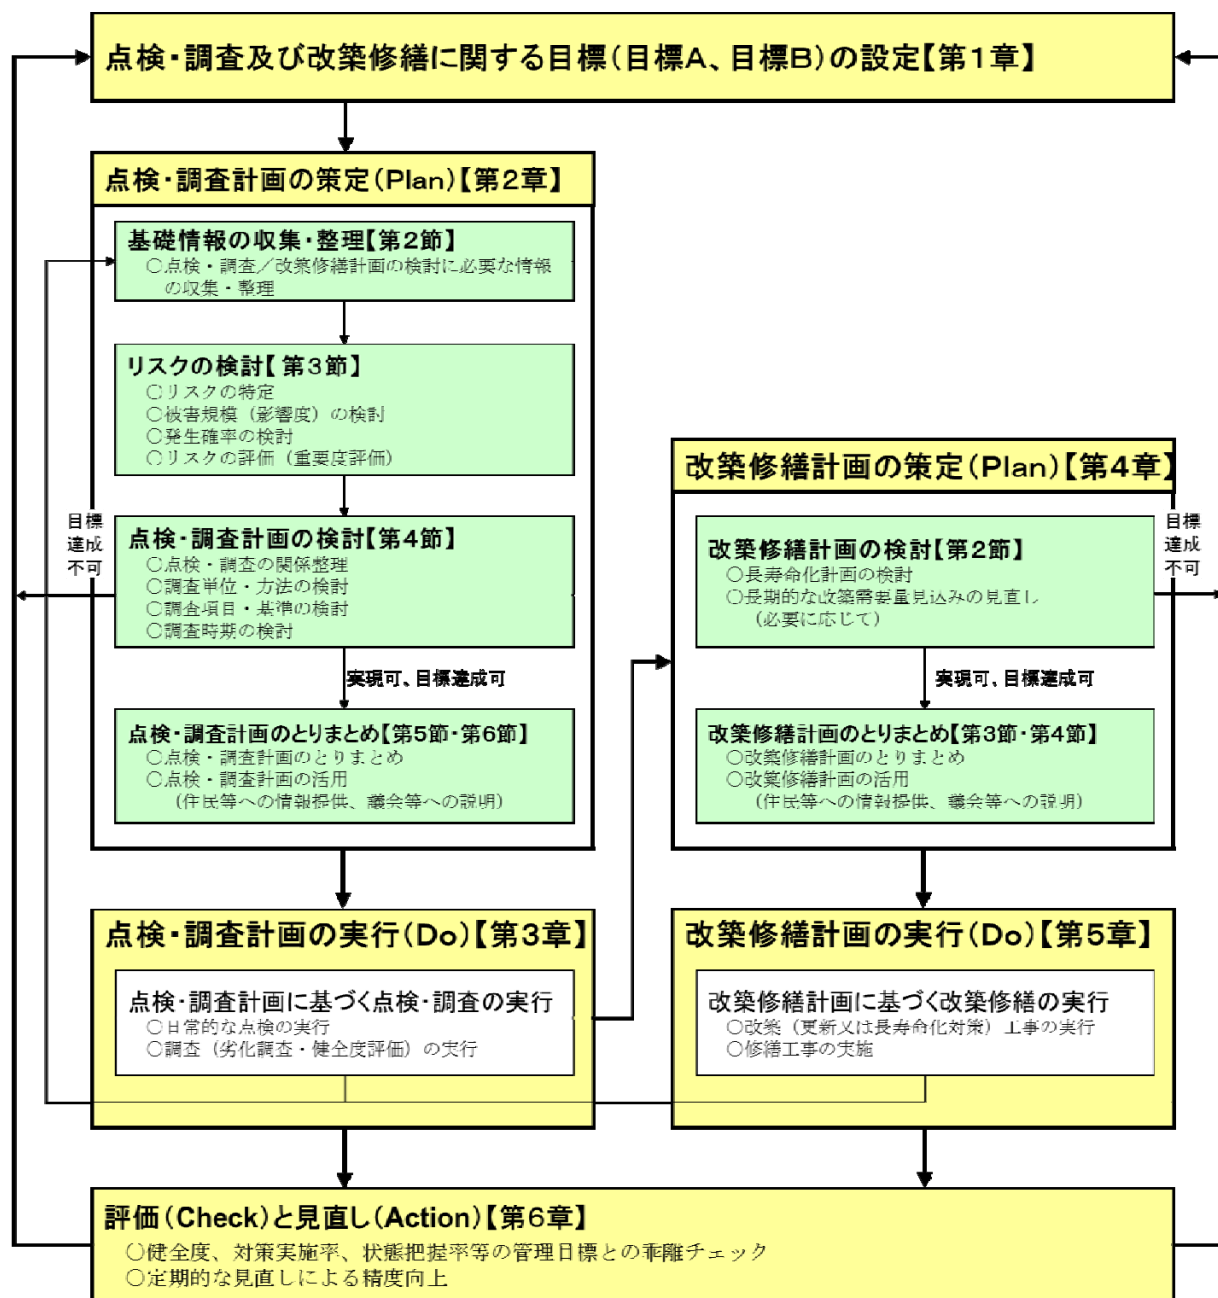 点検・調査及び改築修繕に関する目標(目標A、目標B)の設定【第1章】
点検・調査計画の策定(Plan)【第2章】
基礎情報の収集・整理【第2節】
○点検・調査／改築修繕計画の検討に必要な情報
の収集・整理
リスクの検討【第3節】
○リスクの特定
○被害規模（影響度）の検討
○発生確率の検討
○リスクの評価（重要度評価）
目標
達成
不可
点検・調査計画の検討【第4節】
○点検・調査の関係整理
○調査単位・方法の検討
○調査項目・基準の検討
○調査時期の検討
実現可、目標達成可
点検・調査計画のとりまとめ【第5節・第6節】
○点検・調査計画のとりまとめ
○点検・調査計画の活用
（住民等への情報提供、議会等への説明）
改築修繕計画の策定(Plan)【第4章】
改築修繕計画の検討【第2節】
○長寿命化計画の検討
○長期的な改築需要量見込みの見直し
（必要に応じて）
目標
達成
不可
実現可、目標達成可
改築修繕計画のとりまとめ【第3節・第4節】
○改築修繕計画のとりまとめ
○改築修繕計画の活用
（住民等への情報提供、議会等への説明）
点検・調査計画の実行(Do)【第3章】
点検・調査計画に基づく点検・調査の実行
○日常的な点検の実行
○調査（劣化調査・健全度評価）の実行
改築修繕計画の実行(Do)【第5章】
改築修繕計画に基づく改築修繕の実行
○改築（更新又は長寿命化対策）工事の実行
○修繕工事の実施
評価(Check)と見直し(Action)【第6章】
○健全度、対策実施率、状態把握率等の管理目標との乖離チェック
○定期的な見直しによる精度向上